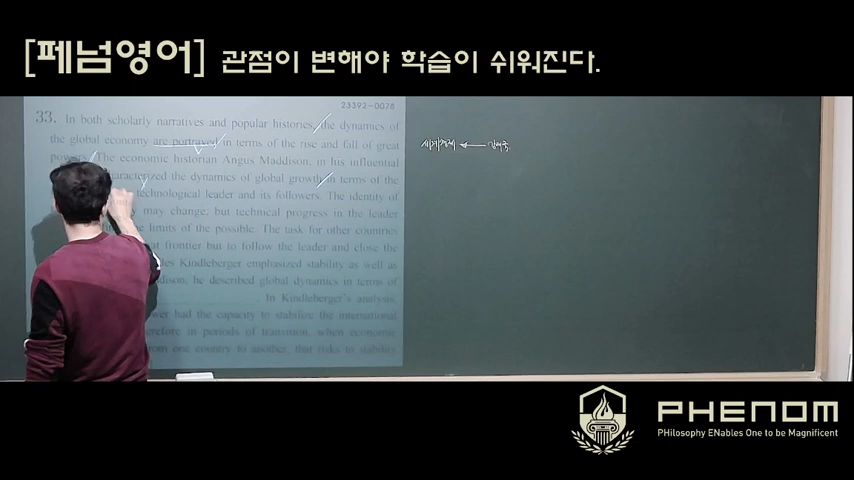 [페넘영어] 관점이 변해야 학습이 쉬워진다.
23392-0078
33. In both scholarly narratives and popular histories, the dynamics of
the global economy are portrayed in terms of the rise and fall of great
The economic historian Angus Maddison, in his influential
the dynamics of global growth in terms of the
technological leader and its followers. The identity of
may change, but technical progress in the leader
limits of the possible. The task for other countries
frontier but to follow the leader and close the
Kindleberger emphasized stability as well as
he described global dynamics in terms of
In Kindleberger's analysis,
had the capacity to stabilize the international
in periods of transition, when economic
from one country to another, that risks to stability
세계경제
PHENOM
PHilosophy ENables One to be Magnificent